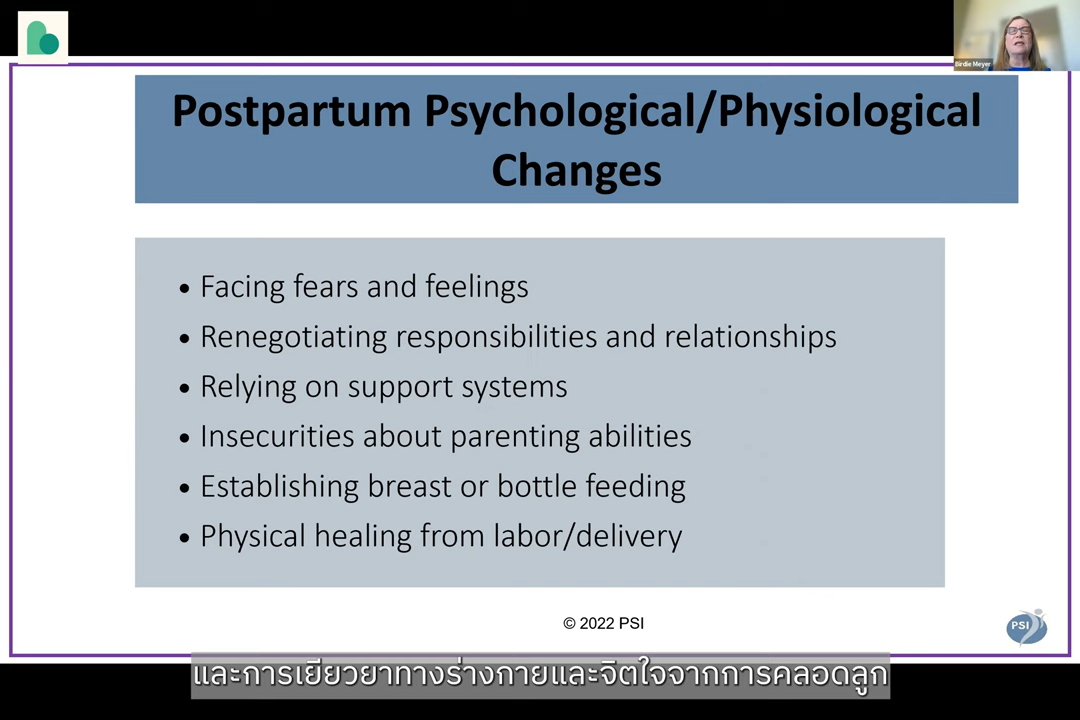 Birdie Meyer
Postpartum Psychological/Physiological
Changes
• Facing fears and feelings
• Renegotiating responsibilities and relationships
• Relying on support systems
• Insecurities about parenting abilities
• Establishing breast or bottle feeding
• Physical healing from labor/delivery
© 2022 PSI
PSI
และการเยียวยาทางร่างกายและจิตใจจากการคลอดลูก